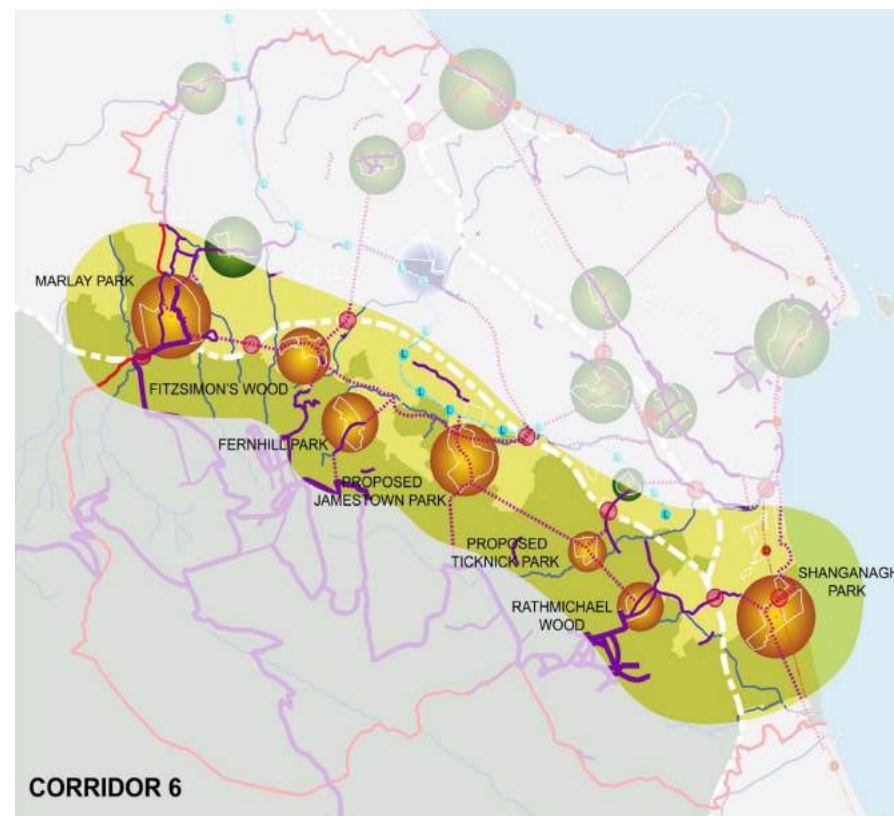 MARLAY PARK
FITZSIMON'S WOOD
FERNHILL PARK
PROPOSED
JAMESTOWN PARK
PROPOSED
TICKNICK PARK
RATHMICHAEL
WOOD
SHANGANAGH
PARK
L
L
L
L
L
L
CORRIDOR 6